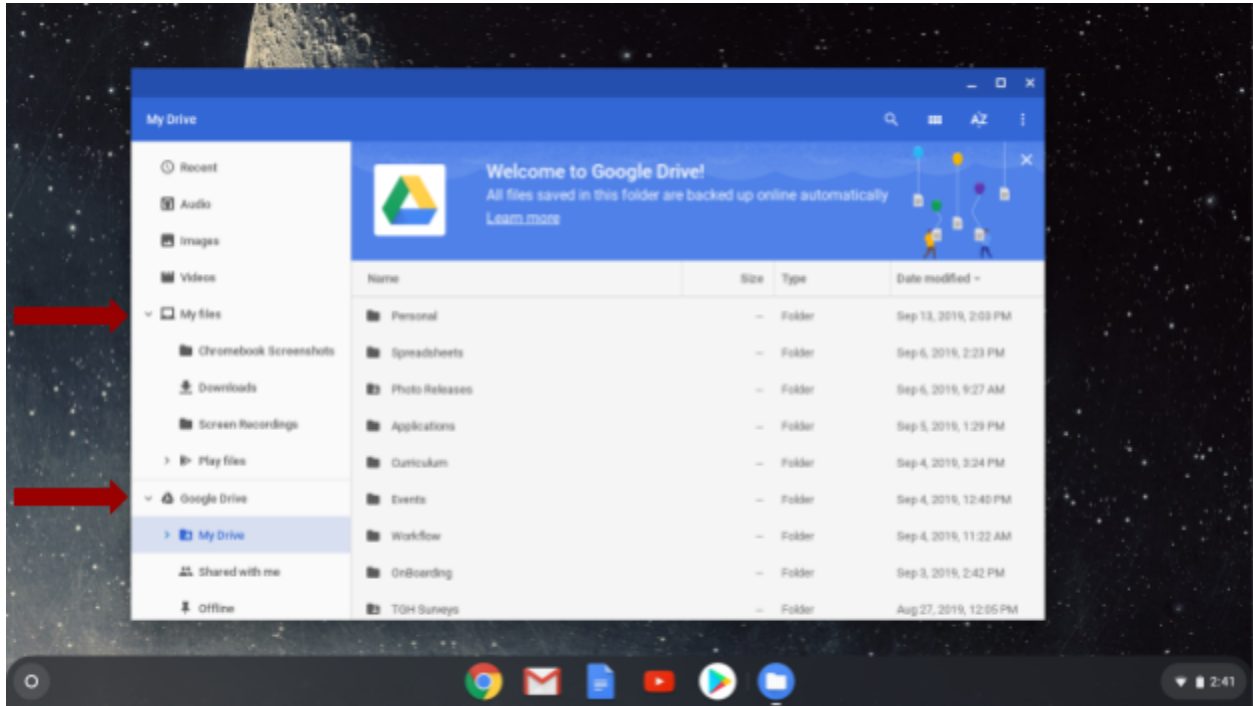 My Drive
AZ
Recent
Audio
Images
Videos
My files
Chromebook Screenshots
Downloads
Screen Recordings
Play files
Google Drive
My Drive
Shared with me
Offline
Welcome to Google Drive!
All files saved in this folder are backed up online automatically
Learn more
Name Size Type Date modified
Personal -- Folder Sep 13, 2019, 2:03 PM
Spreadsheets -- Folder Sep 6, 2019, 2:23 PM
Photo Releases -- Folder Sep 6, 2019, 9:27 AM
Applications -- Folder Sep 5, 2019, 1:29 PM
Curriculum -- Folder Sep 4, 2019, 3:24 PM
Events -- Folder Sep 4, 2019, 12:40 PM
Workflow -- Folder Sep 4, 2019, 11:22 AM
OnBoarding -- Folder Sep 3, 2019, 2:42 PM
TGH Surveys -- Folder Aug 27, 2019, 12:05 PM
2:41